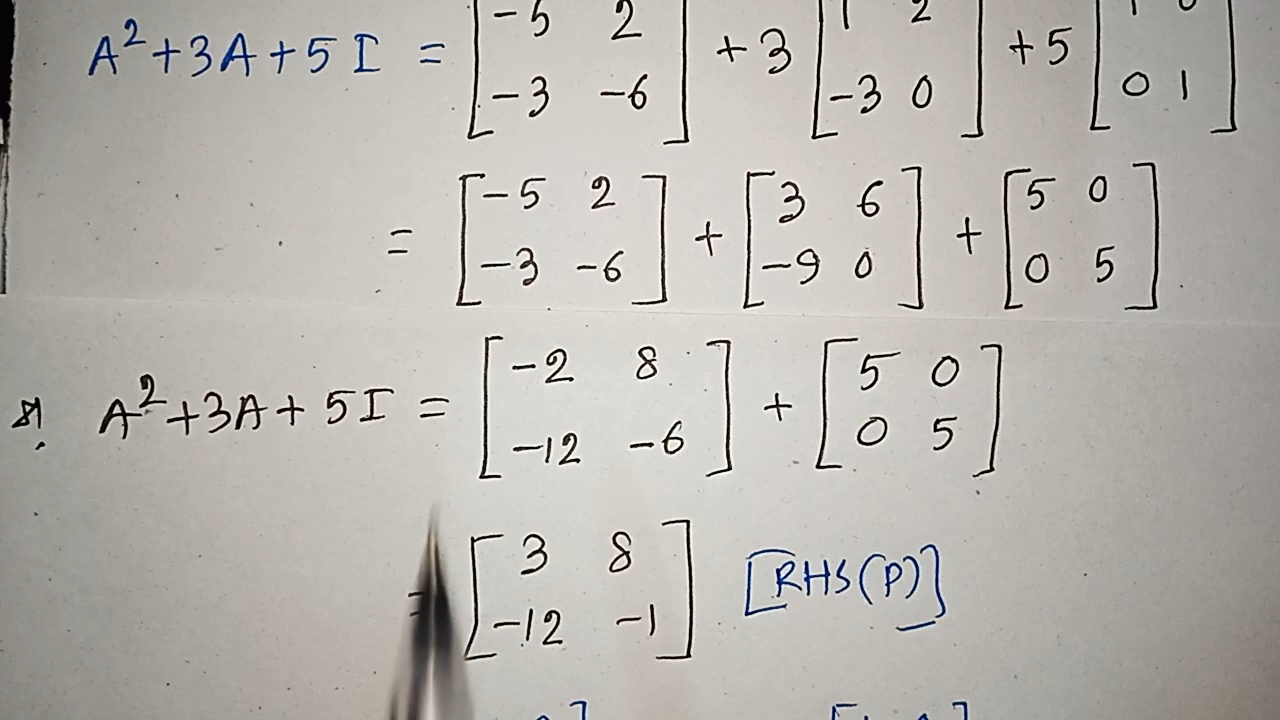 A²+3A+5I = [-5 2 +3 [1 2 +5 [1 0
-3 -6] -3 0] 0 1]
= [-5 2 + [3 6 + [5 0
-3 -6] -9 0] 0 5]
A²+3A+5I = [-2 8 + [5 0
-12 -6] 0 5]
= [3 8 [RHS(P)]
-12 -1]